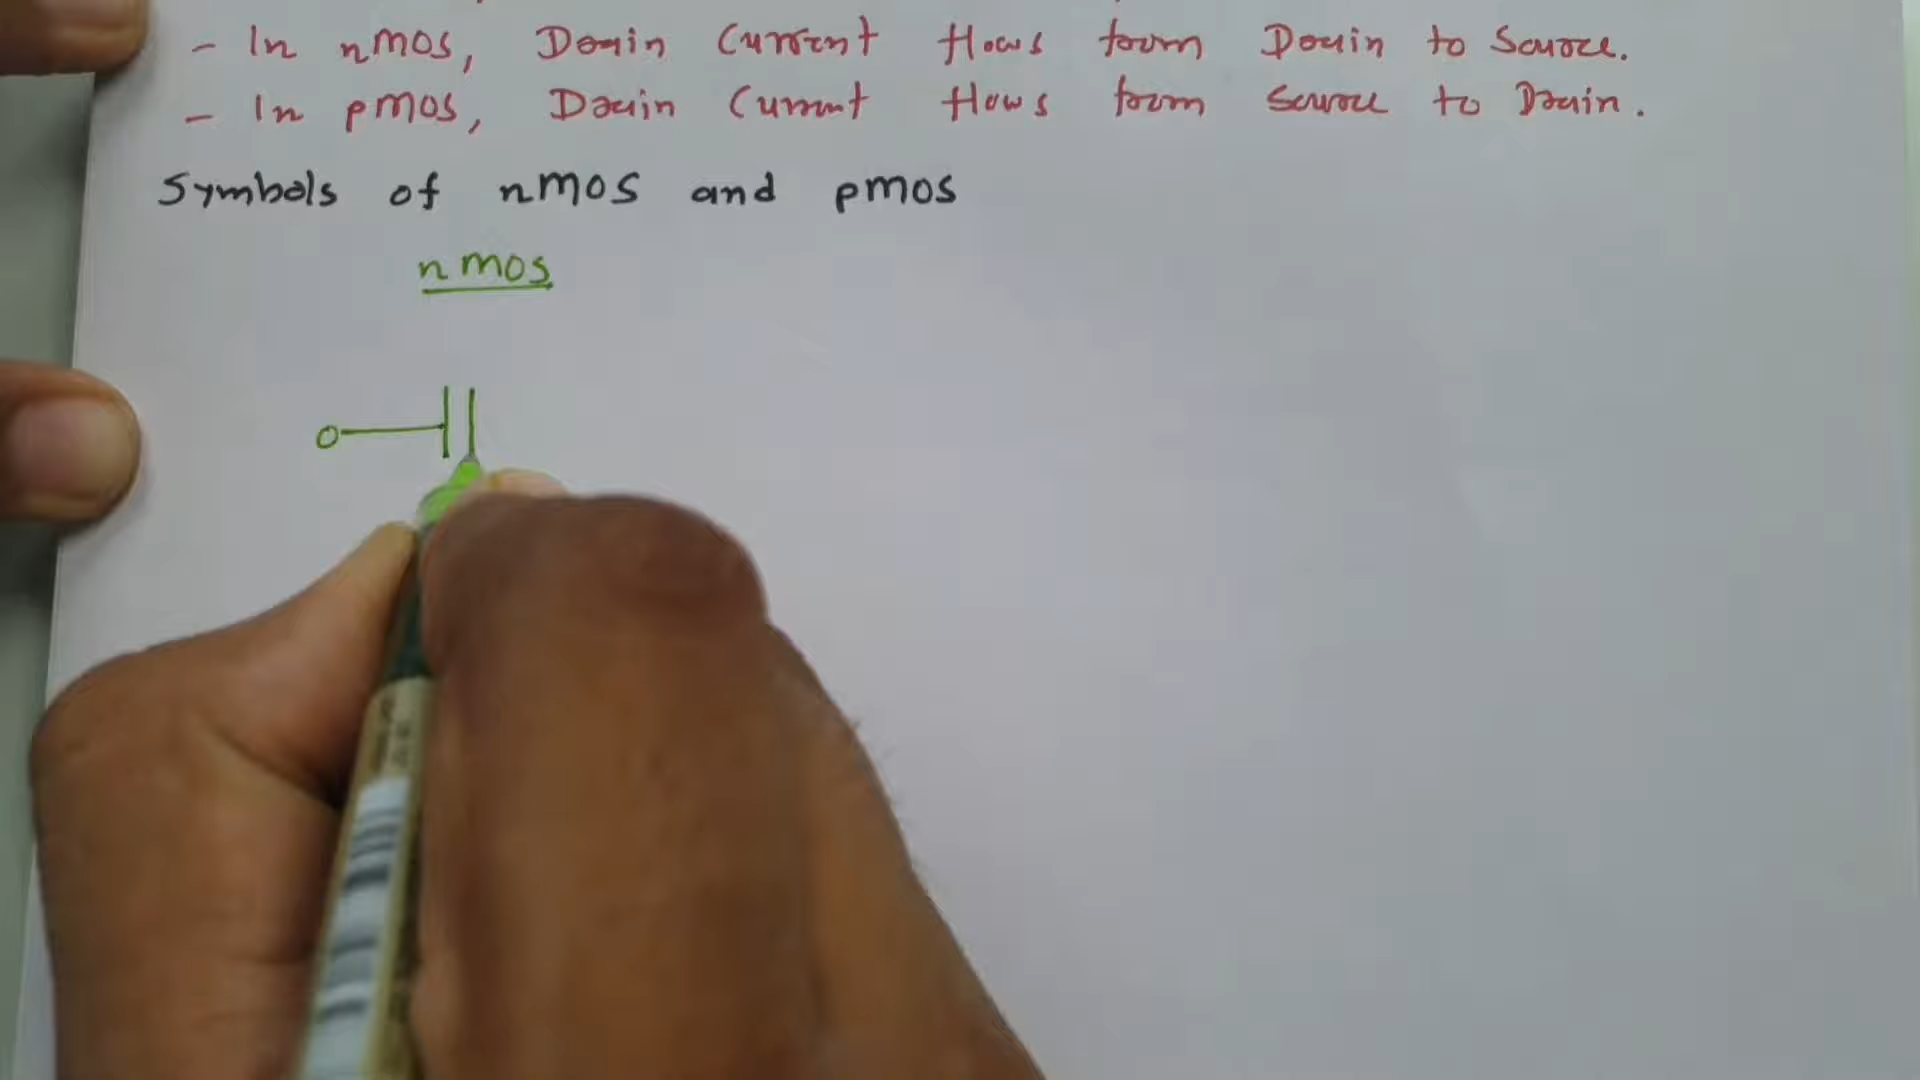 - In nmos, Drain Current flows from Drain to Source.
- In pmos, Drain Current flows from Source to Drain.
Symbols of nmos and pmos
nmos